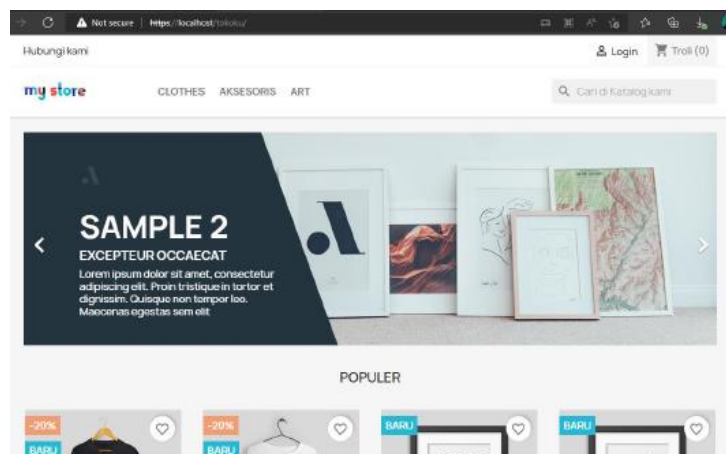 Not secure | https://localhost/tokoku/
Hubungi kami
Login
Troli (0)
my store
CLOTHES AKSESORIS ART
Cari di Katalog kami
SAMPLE 2
EXCEPTEUR OCCAECAT
Lorem ipsum dolor sit amet, consectetur
adipiscing elit. Proin tristique in tortor et
dignissim. Quisque non tempor leo.
Maecenas egestas sem elit
POPULER
-20%
BARU
-20%
BARU
BARU
BARU